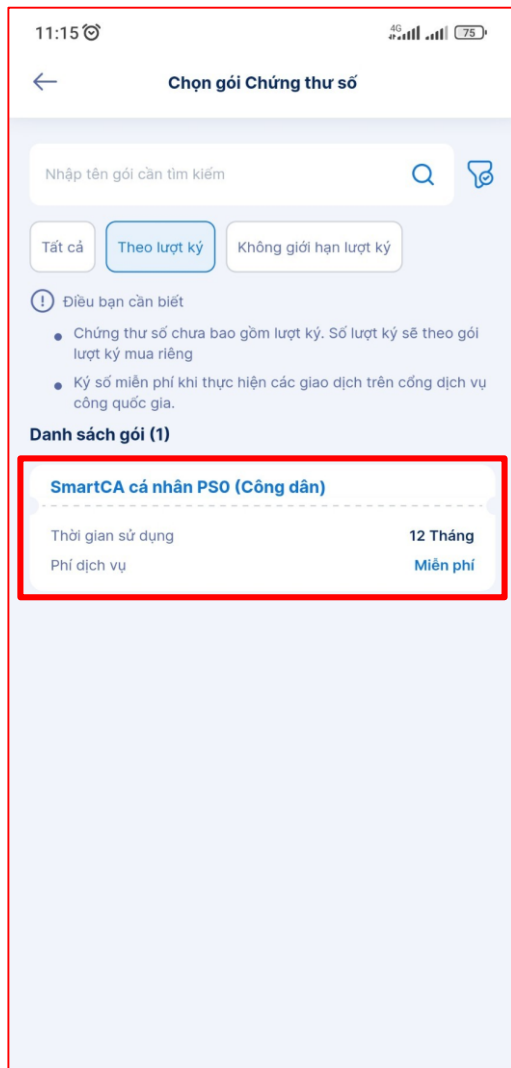 11:15
4G
75
Chọn gói Chứng thư số
Nhập tên gói cần tìm kiếm
Tất cả
Theo lượt ký
Không giới hạn lượt ký
Điều bạn cần biết
Chứng thư số chưa bao gồm lượt ký. Số lượt ký sẽ theo gói
lượt ký mua riêng
Ký số miễn phí khi thực hiện các giao dịch trên cổng dịch vụ
công quốc gia.
Danh sách gói (1)
SmartCA cá nhân PS0 (Công dân)
Thời gian sử dụng 12 Tháng
Phí dịch vụ Miễn phí